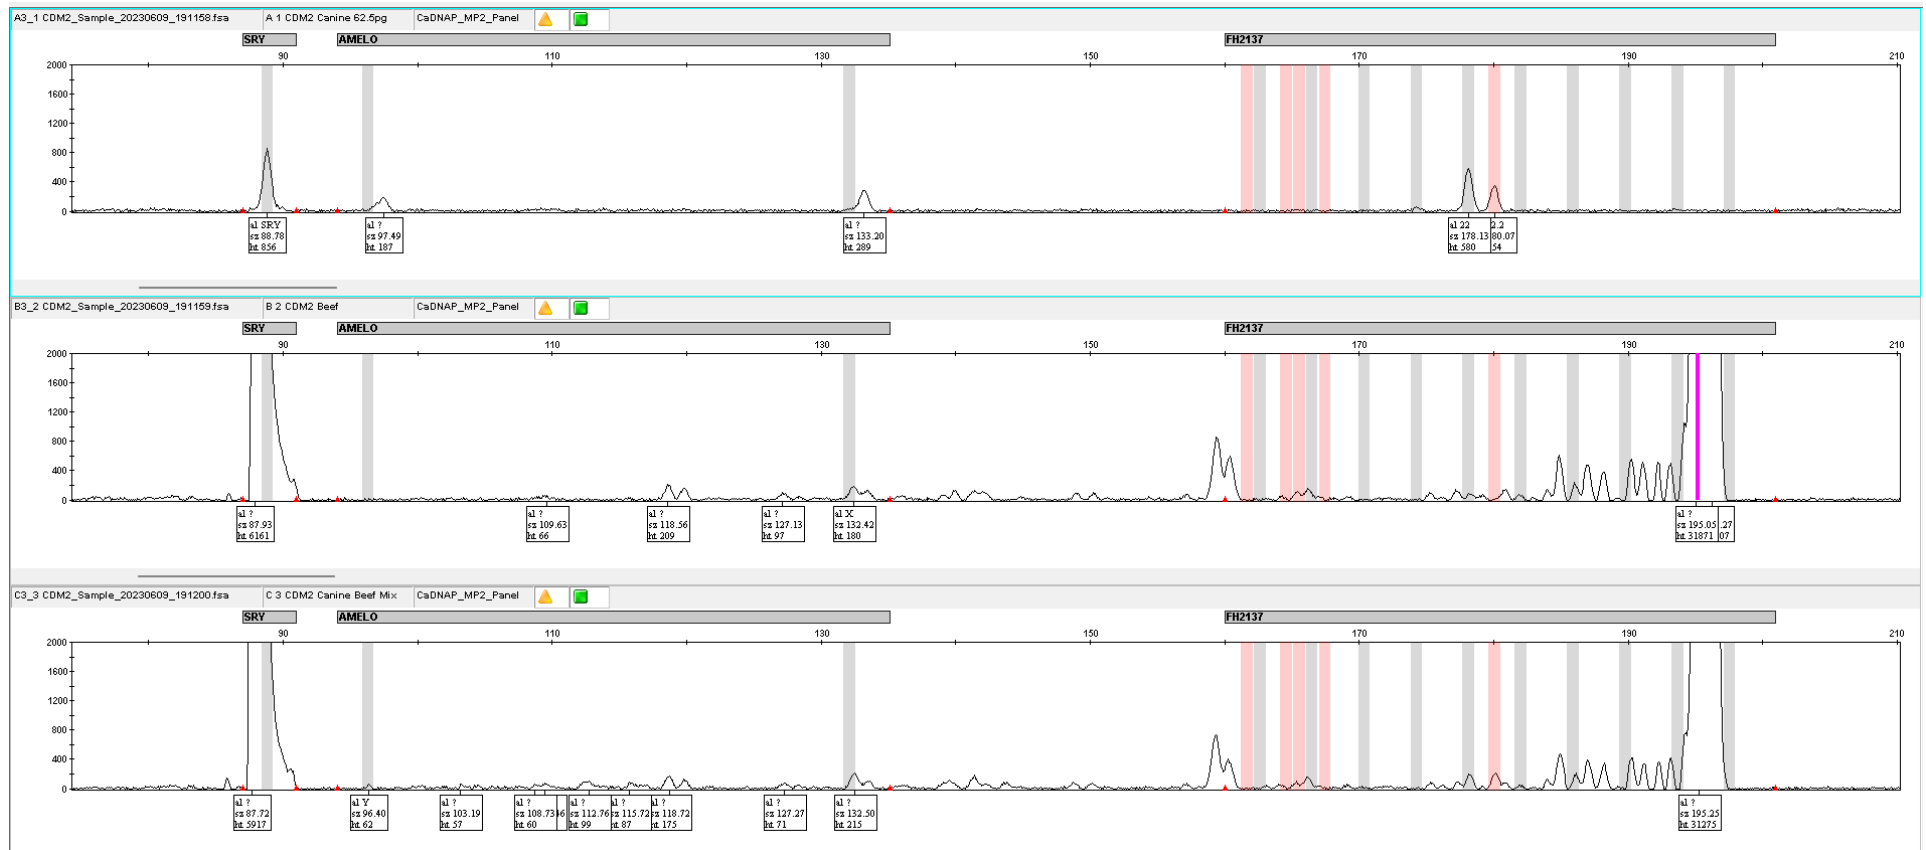 A3_1 CDM2_Sample_20230609_191158.fsa A 1 CDM2 Canine 62.5pg CaDNAP_MP2_Panel
SRY AMELO FH2137
90 110 130 150 170 190 210
2000
1600
1200
800
400
0
al SRY
sz 88.78
ht 856
al ?
sz 97.49
ht 187
al ?
sz 133.20
ht 289
al 22
sz 178.13
ht 580
2.2
80.07
54
B3_2 CDM2_Sample_20230609_191159.fsa B 2 CDM2 Beef CaDNAP_MP2_Panel
SRY AMELO FH2137
90 110 130 150 170 190 210
2000
1600
1200
800
400
0
al ?
sz 87.93
ht 6161
al ?
sz 109.63
ht 66
al ?
sz 118.56
ht 209
al ?
sz 127.13
ht 97
al X
sz 132.42
ht 180
al ?
sz 195.05
ht 31871
.27
07
C3_3 CDM2_Sample_20230609_191200.fsa C 3 CDM2 Canine Beef Mix CaDNAP_MP2_Panel
SRY AMELO FH2137
90 110 130 150 170 190 210
2000
1600
1200
800
400
0
al ?
sz 87.72
ht 5917
al Y
sz 96.40
ht 62
al ?
sz 103.19
ht 57
al ?
sz 108.73
ht 60
al ?
sz 112.76
ht 99
al ?
sz 115.72
ht 87
al ?
sz 118.72
ht 175
al ?
sz 127.27
ht 71
al ?
sz 132.50
ht 215
al ?
sz 195.25
ht 31275